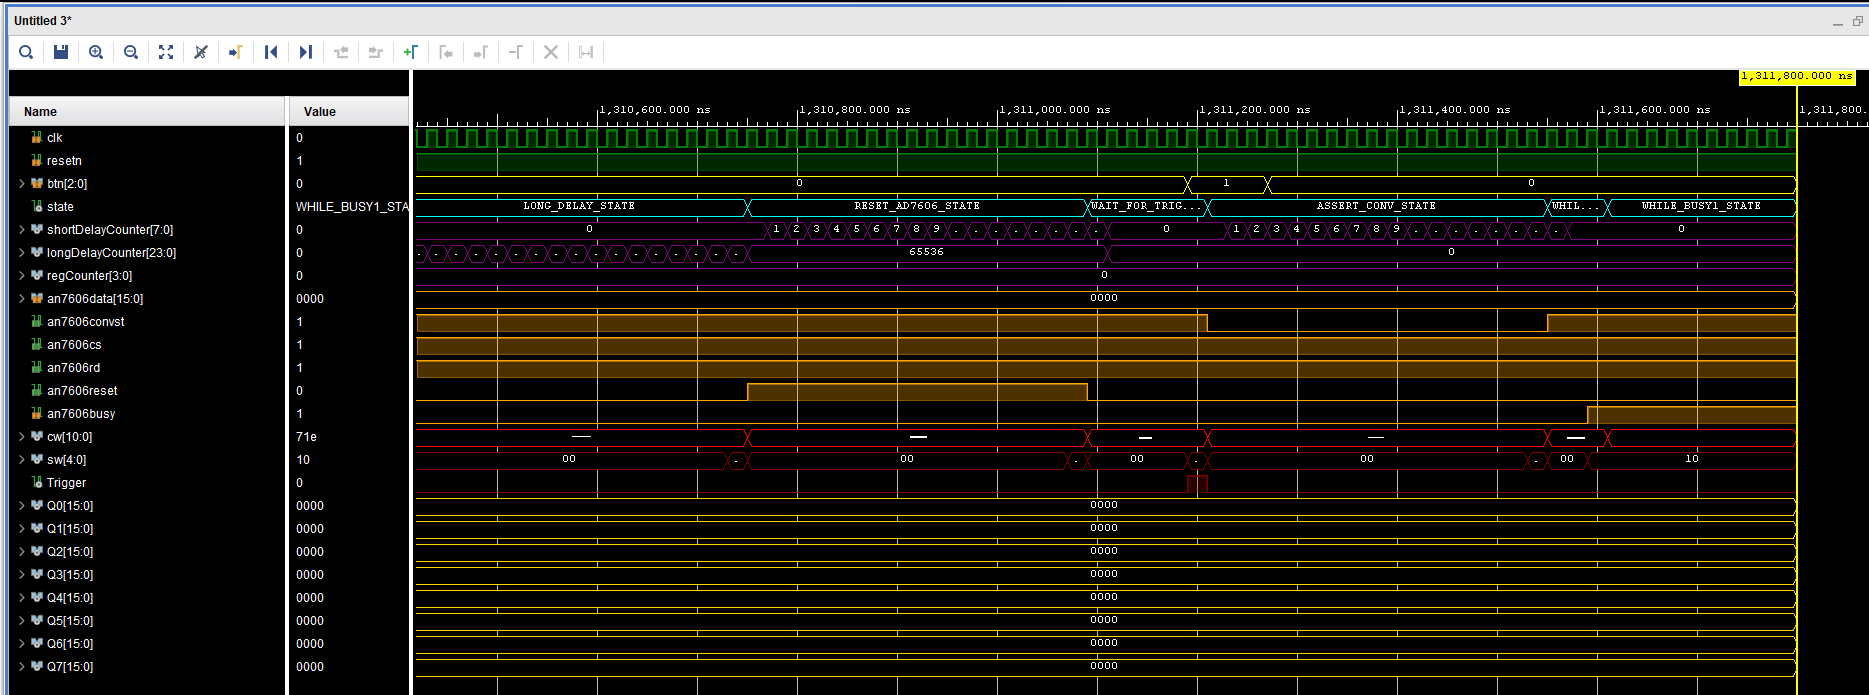 Untitled 3*
1,311,800.000 ns
Name Value
1,310,600.000 ns 1,310,800.000 ns 1,311,000.000 ns 1,311,200.000 ns 1,311,400.000 ns 1,311,600.000 ns 1,311,800.
clk 0
resetn 1
btn[2:0] 0 0 1 0
state WHILE_BUSY1_STA LONG_DELAY_STATE RESET_AD7606_STATE WAIT_FOR_TRIG... ASSERT_CONV_STATE WHIL... WHILE_BUSY1_STATE
shortDelayCounter[7:0] 0 0 1 2 3 4 5 6 7 8 9 . . . . . . . . 0 1 2 3 4 5 6 7 8 9 . . . . . . . . 0
longDelayCounter[23:0] 0 . . . . . . . . . . . . . . . . . 65536 0
regCounter[3:0] 0 0
an7606data[15:0] 0000 0000
an7606convst 1
an7606cs 1
an7606rd 1
an7606reset 0
an7606busy 1
cw[10:0] 71e
sw[4:0] 10 00 . 00 . 00 . 00 . 00 10
Trigger 0
Q0[15:0] 0000 0000
Q1[15:0] 0000 0000
Q2[15:0] 0000 0000
Q3[15:0] 0000 0000
Q4[15:0] 0000 0000
Q5[15:0] 0000 0000
Q6[15:0] 0000 0000
Q7[15:0] 0000 0000